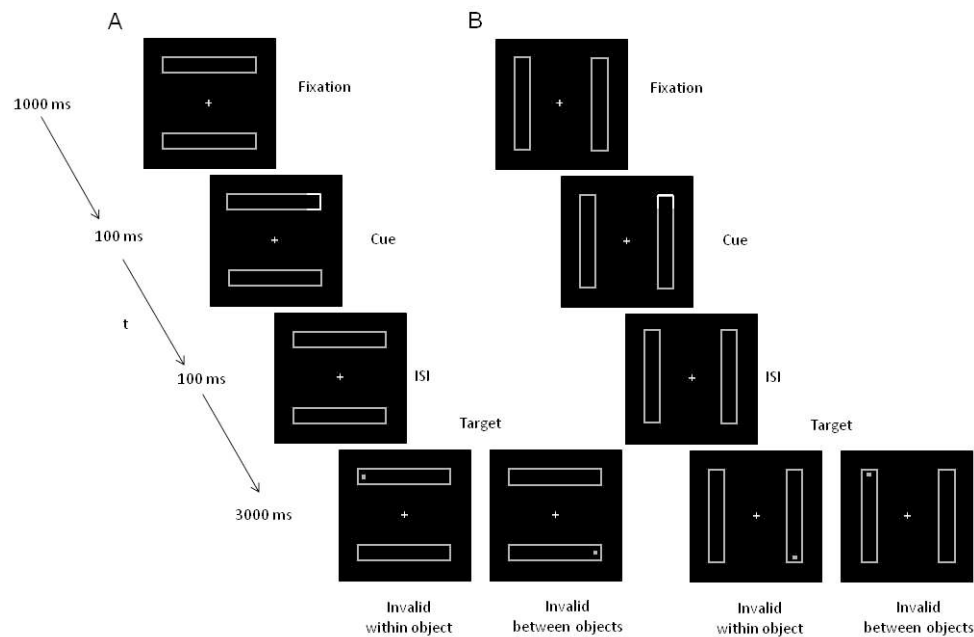 A
B
Fixation
Fixation
1000 ms
Cue
Cue
100 ms
t
ISI
ISI
100 ms
Target
Target
3000 ms
Invalid
within object
Invalid
between objects
Invalid
within object
Invalid
between objects